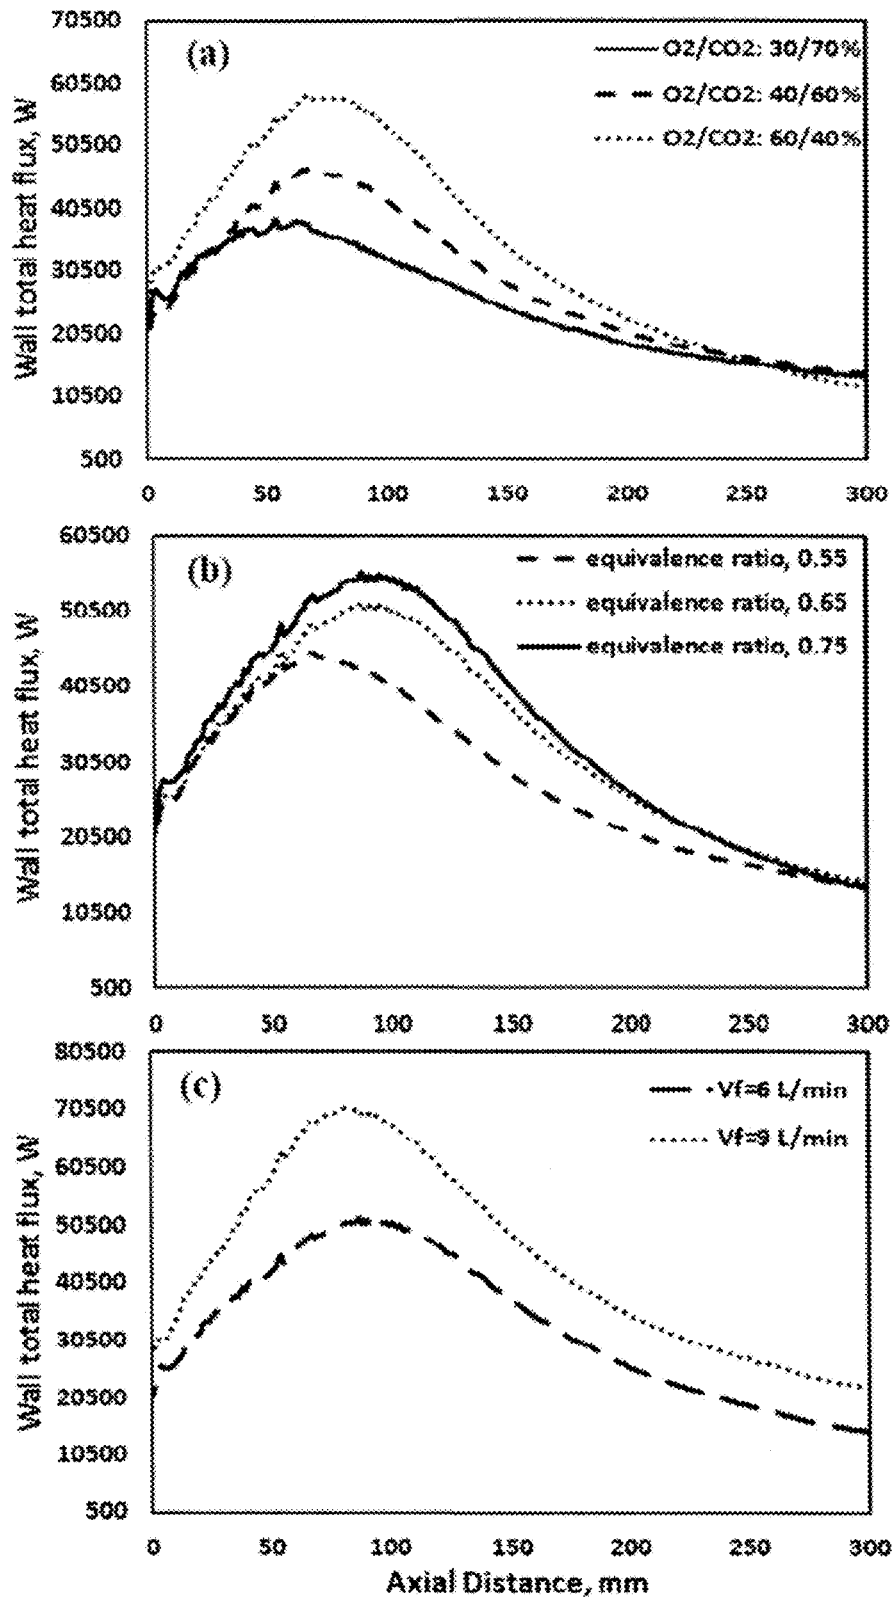 70500
60500
50500
40500
30500
20500
10500
500
Wall total heat flux, W
(a)
O2/CO2: 30/70%
O2/CO2: 40/60%
O2/CO2: 60/40%
0 50 100 150 200 250 300
60500
50500
40500
30500
20500
10500
500
Wall total heat flux, W
(b)
equivalence ratio, 0.55
equivalence ratio, 0.65
equivalence ratio, 0.75
0 50 100 150 200 250 300
80500
70500
60500
50500
40500
30500
20500
10500
500
Wall total heat flux, W
(c)
Vf=6 L/min
Vf=9 L/min
0 50 100 150 200 250 300
Axial Distance, mm